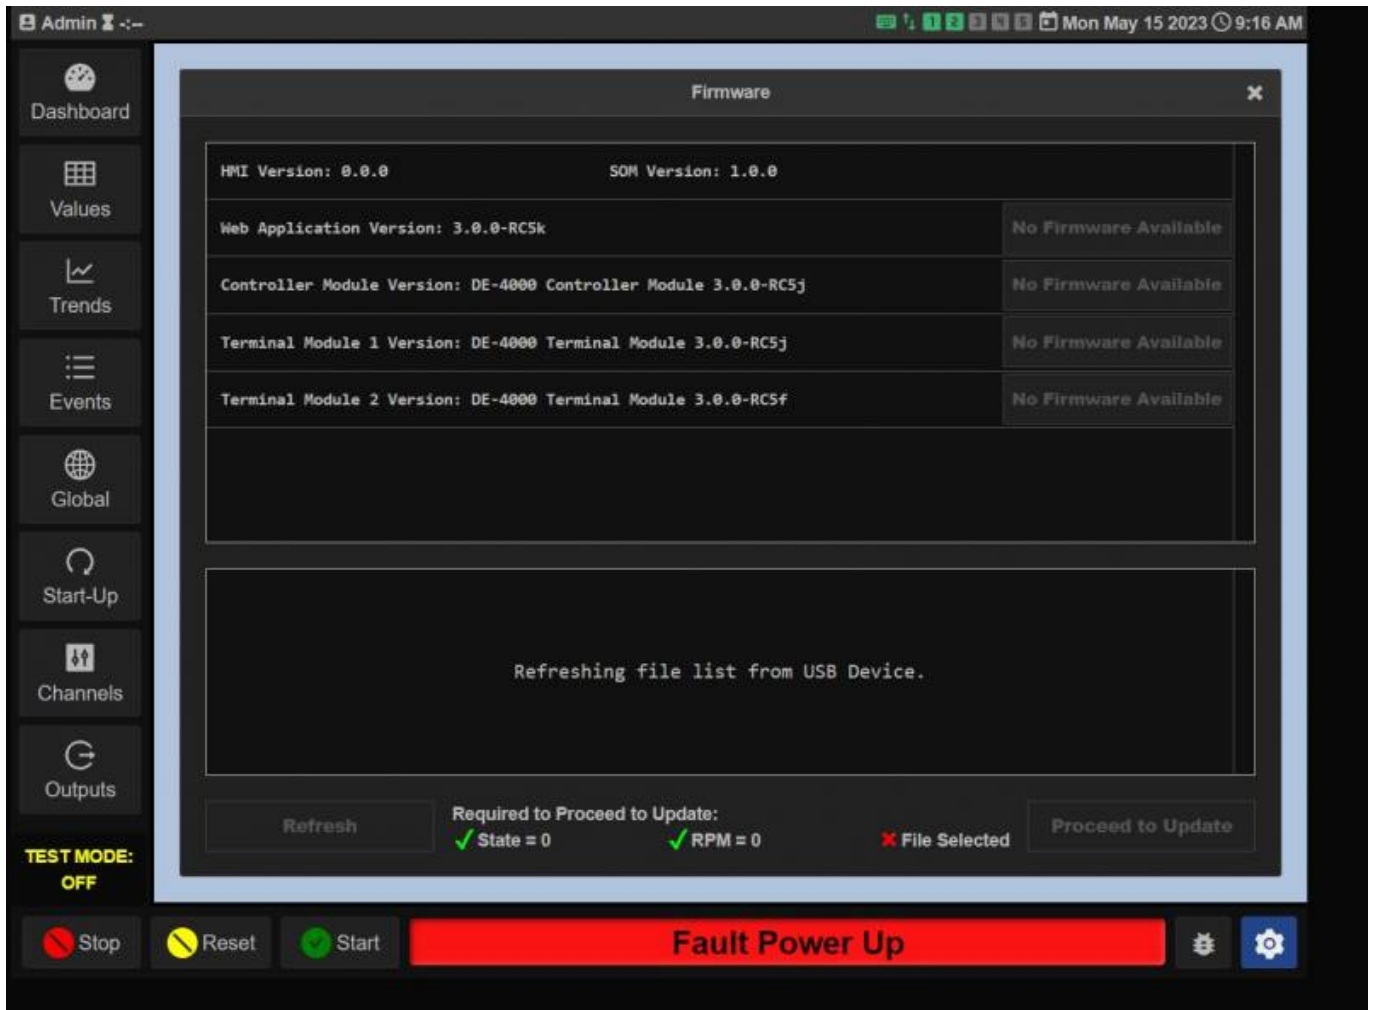 Admin -:--
1 2 3 4 5 Mon May 15 2023 9:16 AM
Dashboard
Values
Trends
Events
Global
Start-Up
Channels
Outputs
TEST MODE:
OFF
Firmware
HMI Version: 0.0.0 SOM Version: 1.0.0
Web Application Version: 3.0.0-RC5k No Firmware Available
Controller Module Version: DE-4000 Controller Module 3.0.0-RC5j No Firmware Available
Terminal Module 1 Version: DE-4000 Terminal Module 3.0.0-RC5j No Firmware Available
Terminal Module 2 Version: DE-4000 Terminal Module 3.0.0-RC5f No Firmware Available
Refreshing file list from USB Device.
Refresh
Required to Proceed to Update:
State = 0 RPM = 0 File Selected
Proceed to Update
Stop Reset Start Fault Power Up